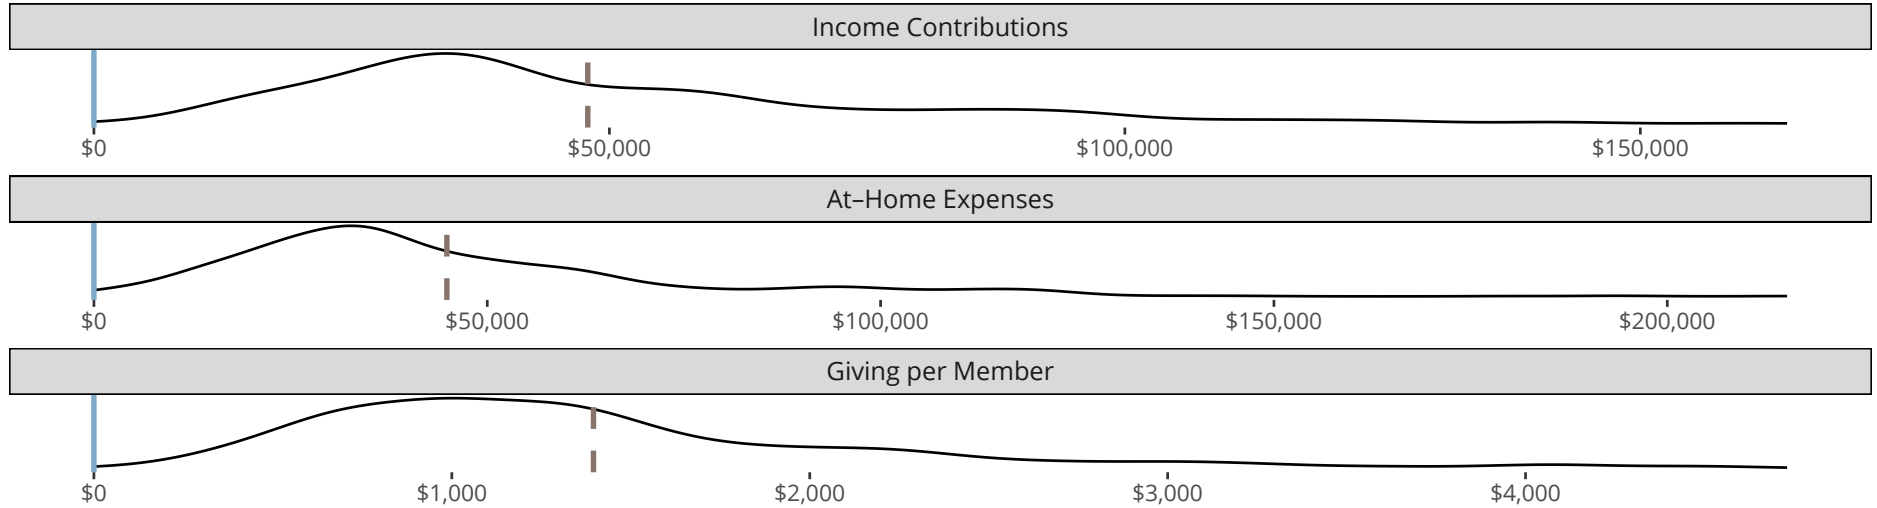 Income Contributions
$0 $50,000 $100,000 $150,000
At–Home Expenses
$0 $50,000 $100,000 $150,000 $200,000
Giving per Member
$0 $1,000 $2,000 $3,000 $4,000